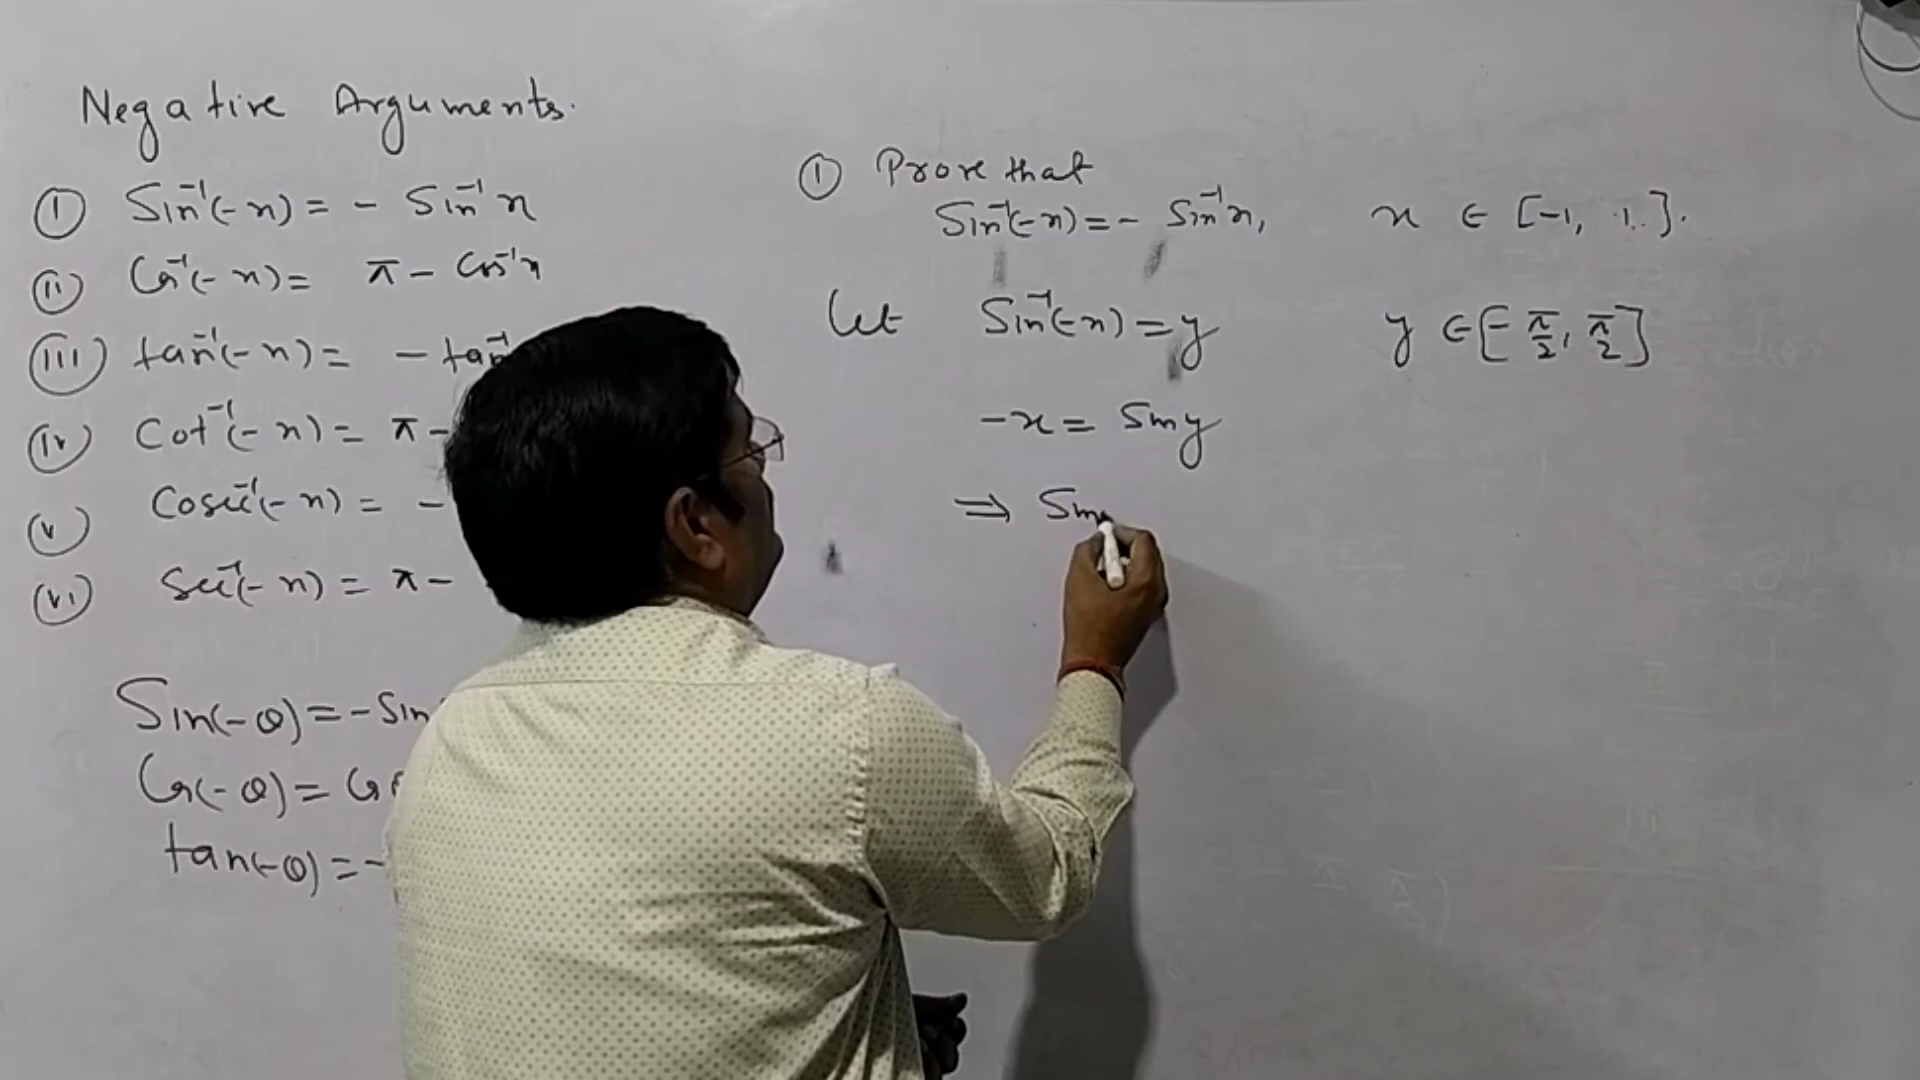 Negative Arguments.
(i) Sin⁻¹(-x) = - Sin⁻¹x
(ii) Cos⁻¹(-x) = π - Cos⁻¹x
(iii) tan⁻¹(-x) = - tan⁻¹
(iv) Cot⁻¹(-x) = π -
(v) Cosec⁻¹(-x) = -
(vi) Sec⁻¹(-x) = π -
Sin(-θ) = - Sin
Cos(-θ) = Cos
tan(-θ) = -
① Prove that
Sin⁻¹(-x) = - Sin⁻¹x, x ∈ [-1, 1].
Let Sin⁻¹(-x) = y y ∈ [-π/2, π/2]
-x = Sin y
⇒ Sin